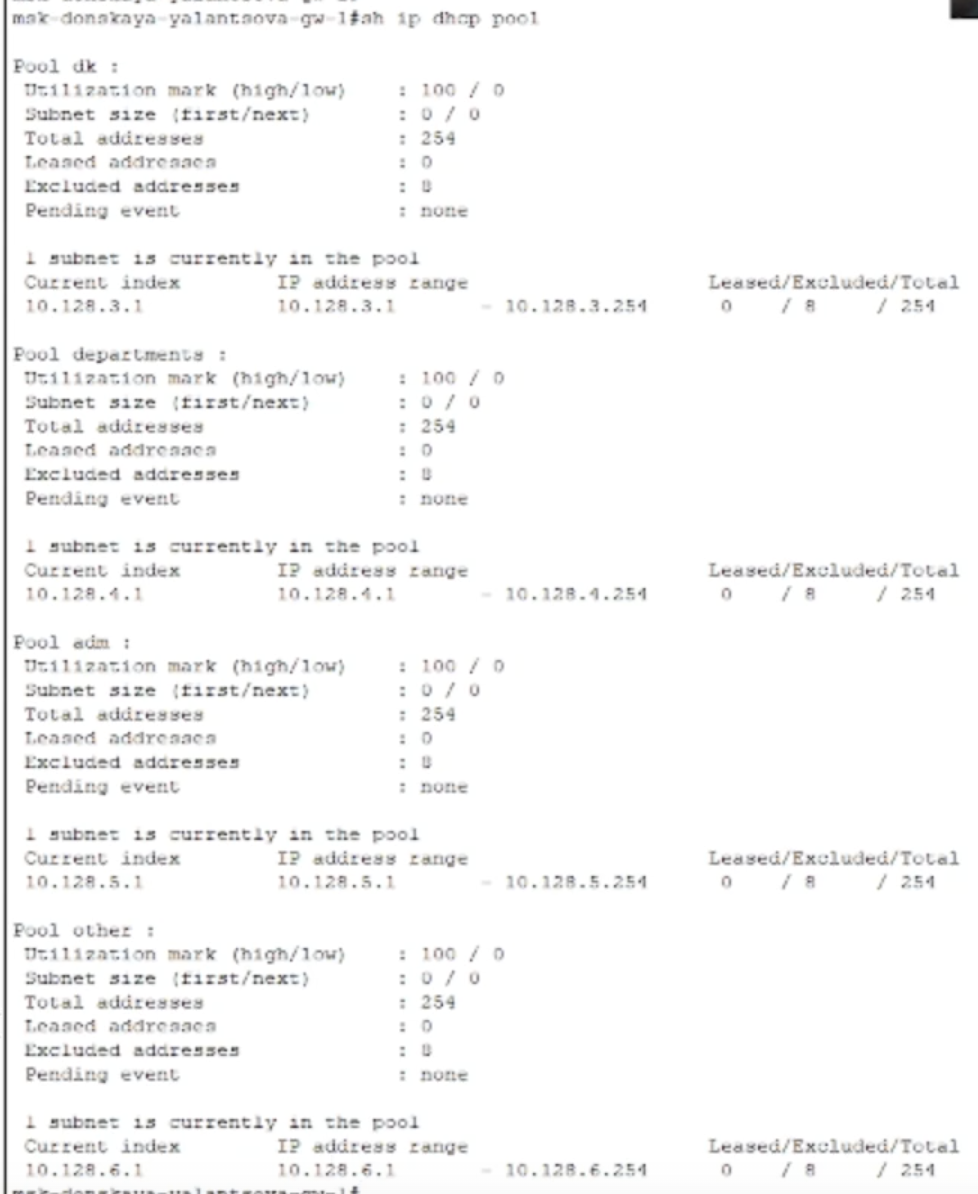 msk-donskaya-yalantsova-gw-1#sh ip dhcp pool
Pool dk :
Utilization mark (high/low) : 100 / 0
Subnet size (first/next) : 0 / 0
Total addresses : 254
Leased addresses : 0
Excluded addresses : 8
Pending event : none
1 subnet is currently in the pool
Current index IP address range Leased/Excluded/Total
10.128.3.1 10.128.3.1 - 10.128.3.254 0 / 8 / 254
Pool departments :
Utilization mark (high/low) : 100 / 0
Subnet size (first/next) : 0 / 0
Total addresses : 254
Leased addresses : 0
Excluded addresses : 8
Pending event : none
1 subnet is currently in the pool
Current index IP address range Leased/Excluded/Total
10.128.4.1 10.128.4.1 - 10.128.4.254 0 / 8 / 254
Pool adm :
Utilization mark (high/low) : 100 / 0
Subnet size (first/next) : 0 / 0
Total addresses : 254
Leased addresses : 0
Excluded addresses : 8
Pending event : none
1 subnet is currently in the pool
Current index IP address range Leased/Excluded/Total
10.128.5.1 10.128.5.1 - 10.128.5.254 0 / 8 / 254
Pool other :
Utilization mark (high/low) : 100 / 0
Subnet size (first/next) : 0 / 0
Total addresses : 254
Leased addresses : 0
Excluded addresses : 8
Pending event : none
1 subnet is currently in the pool
Current index IP address range Leased/Excluded/Total
10.128.6.1 10.128.6.1 - 10.128.6.254 0 / 8 / 254
msk-donskaya-yalantsova-gw-1#